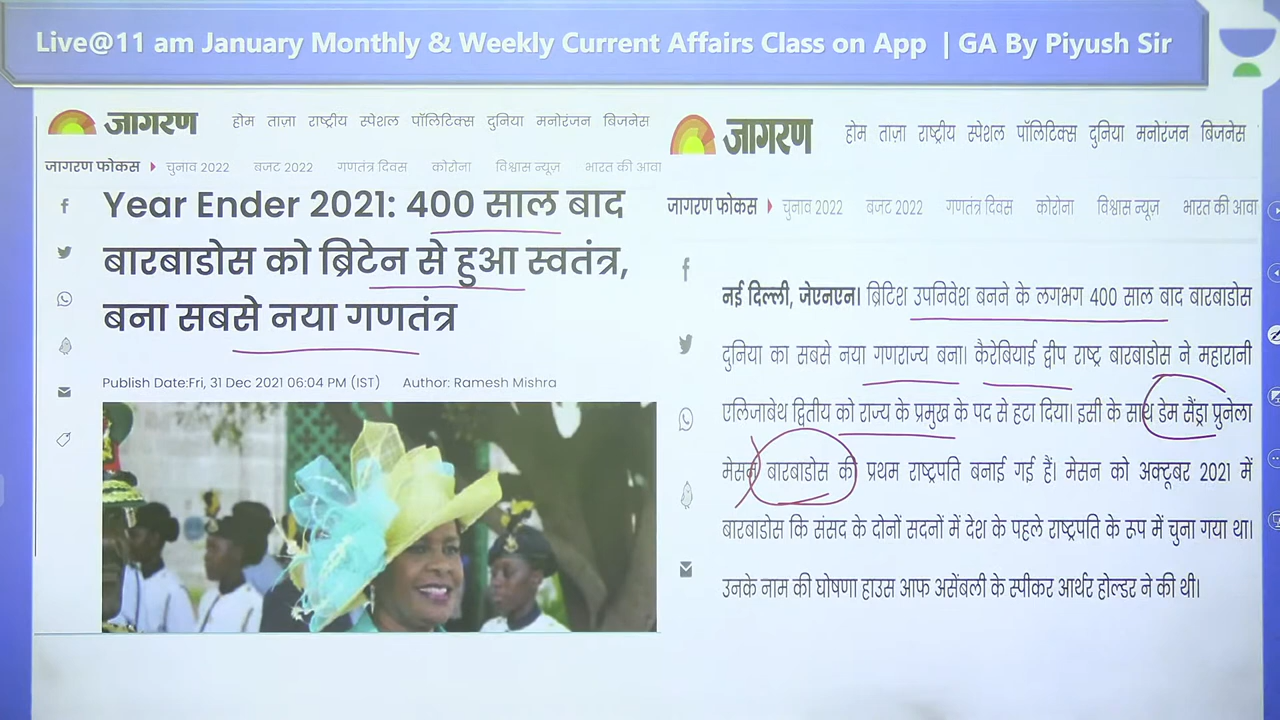 Live@11 am January Monthly & Weekly Current Affairs Class on App | GA By Piyush Sir
जागरण होम ताज़ा राष्ट्रीय स्पेशल पॉलिटिक्स दुनिया मनोरंजन बिजनेस
जागरण फोकस चुनाव 2022 बजट 2022 गणतंत्र दिवस कोरोना विश्वास न्यूज़ भारत की आवा
Year Ender 2021: 400 साल बाद
बारबाडोस को ब्रिटेन से हुआ स्वतंत्र,
बना सबसे नया गणतंत्र
Publish Date:Fri, 31 Dec 2021 06:04 PM (IST) Author: Ramesh Mishra
जागरण होम ताज़ा राष्ट्रीय स्पेशल पॉलिटिक्स दुनिया मनोरंजन बिजनेस
जागरण फोकस चुनाव 2022 बजट 2022 गणतंत्र दिवस कोरोना विश्वास न्यूज़ भारत की आवा
नई दिल्ली, जेएनएन। ब्रिटिश उपनिवेश बनने के लगभग 400 साल बाद बारबाडोस
दुनिया का सबसे नया गणराज्य बना। कैरेबियाई द्वीप राष्ट्र बारबाडोस ने महारानी
एलिजाबेथ द्वितीय को राज्य के प्रमुख के पद से हटा दिया। इसी के साथ डेम सैंड्रा प्रुनेला
मेसन बारबाडोस की प्रथम राष्ट्रपति बनाई गई हैं। मेसन को अक्टूबर 2021 में
बारबाडोस कि संसद के दोनों सदनों में देश के पहले राष्ट्रपति के रूप में चुना गया था।
उनके नाम की घोषणा हाउस आफ असेंबली के स्पीकर आर्थर होल्डर ने की थी।